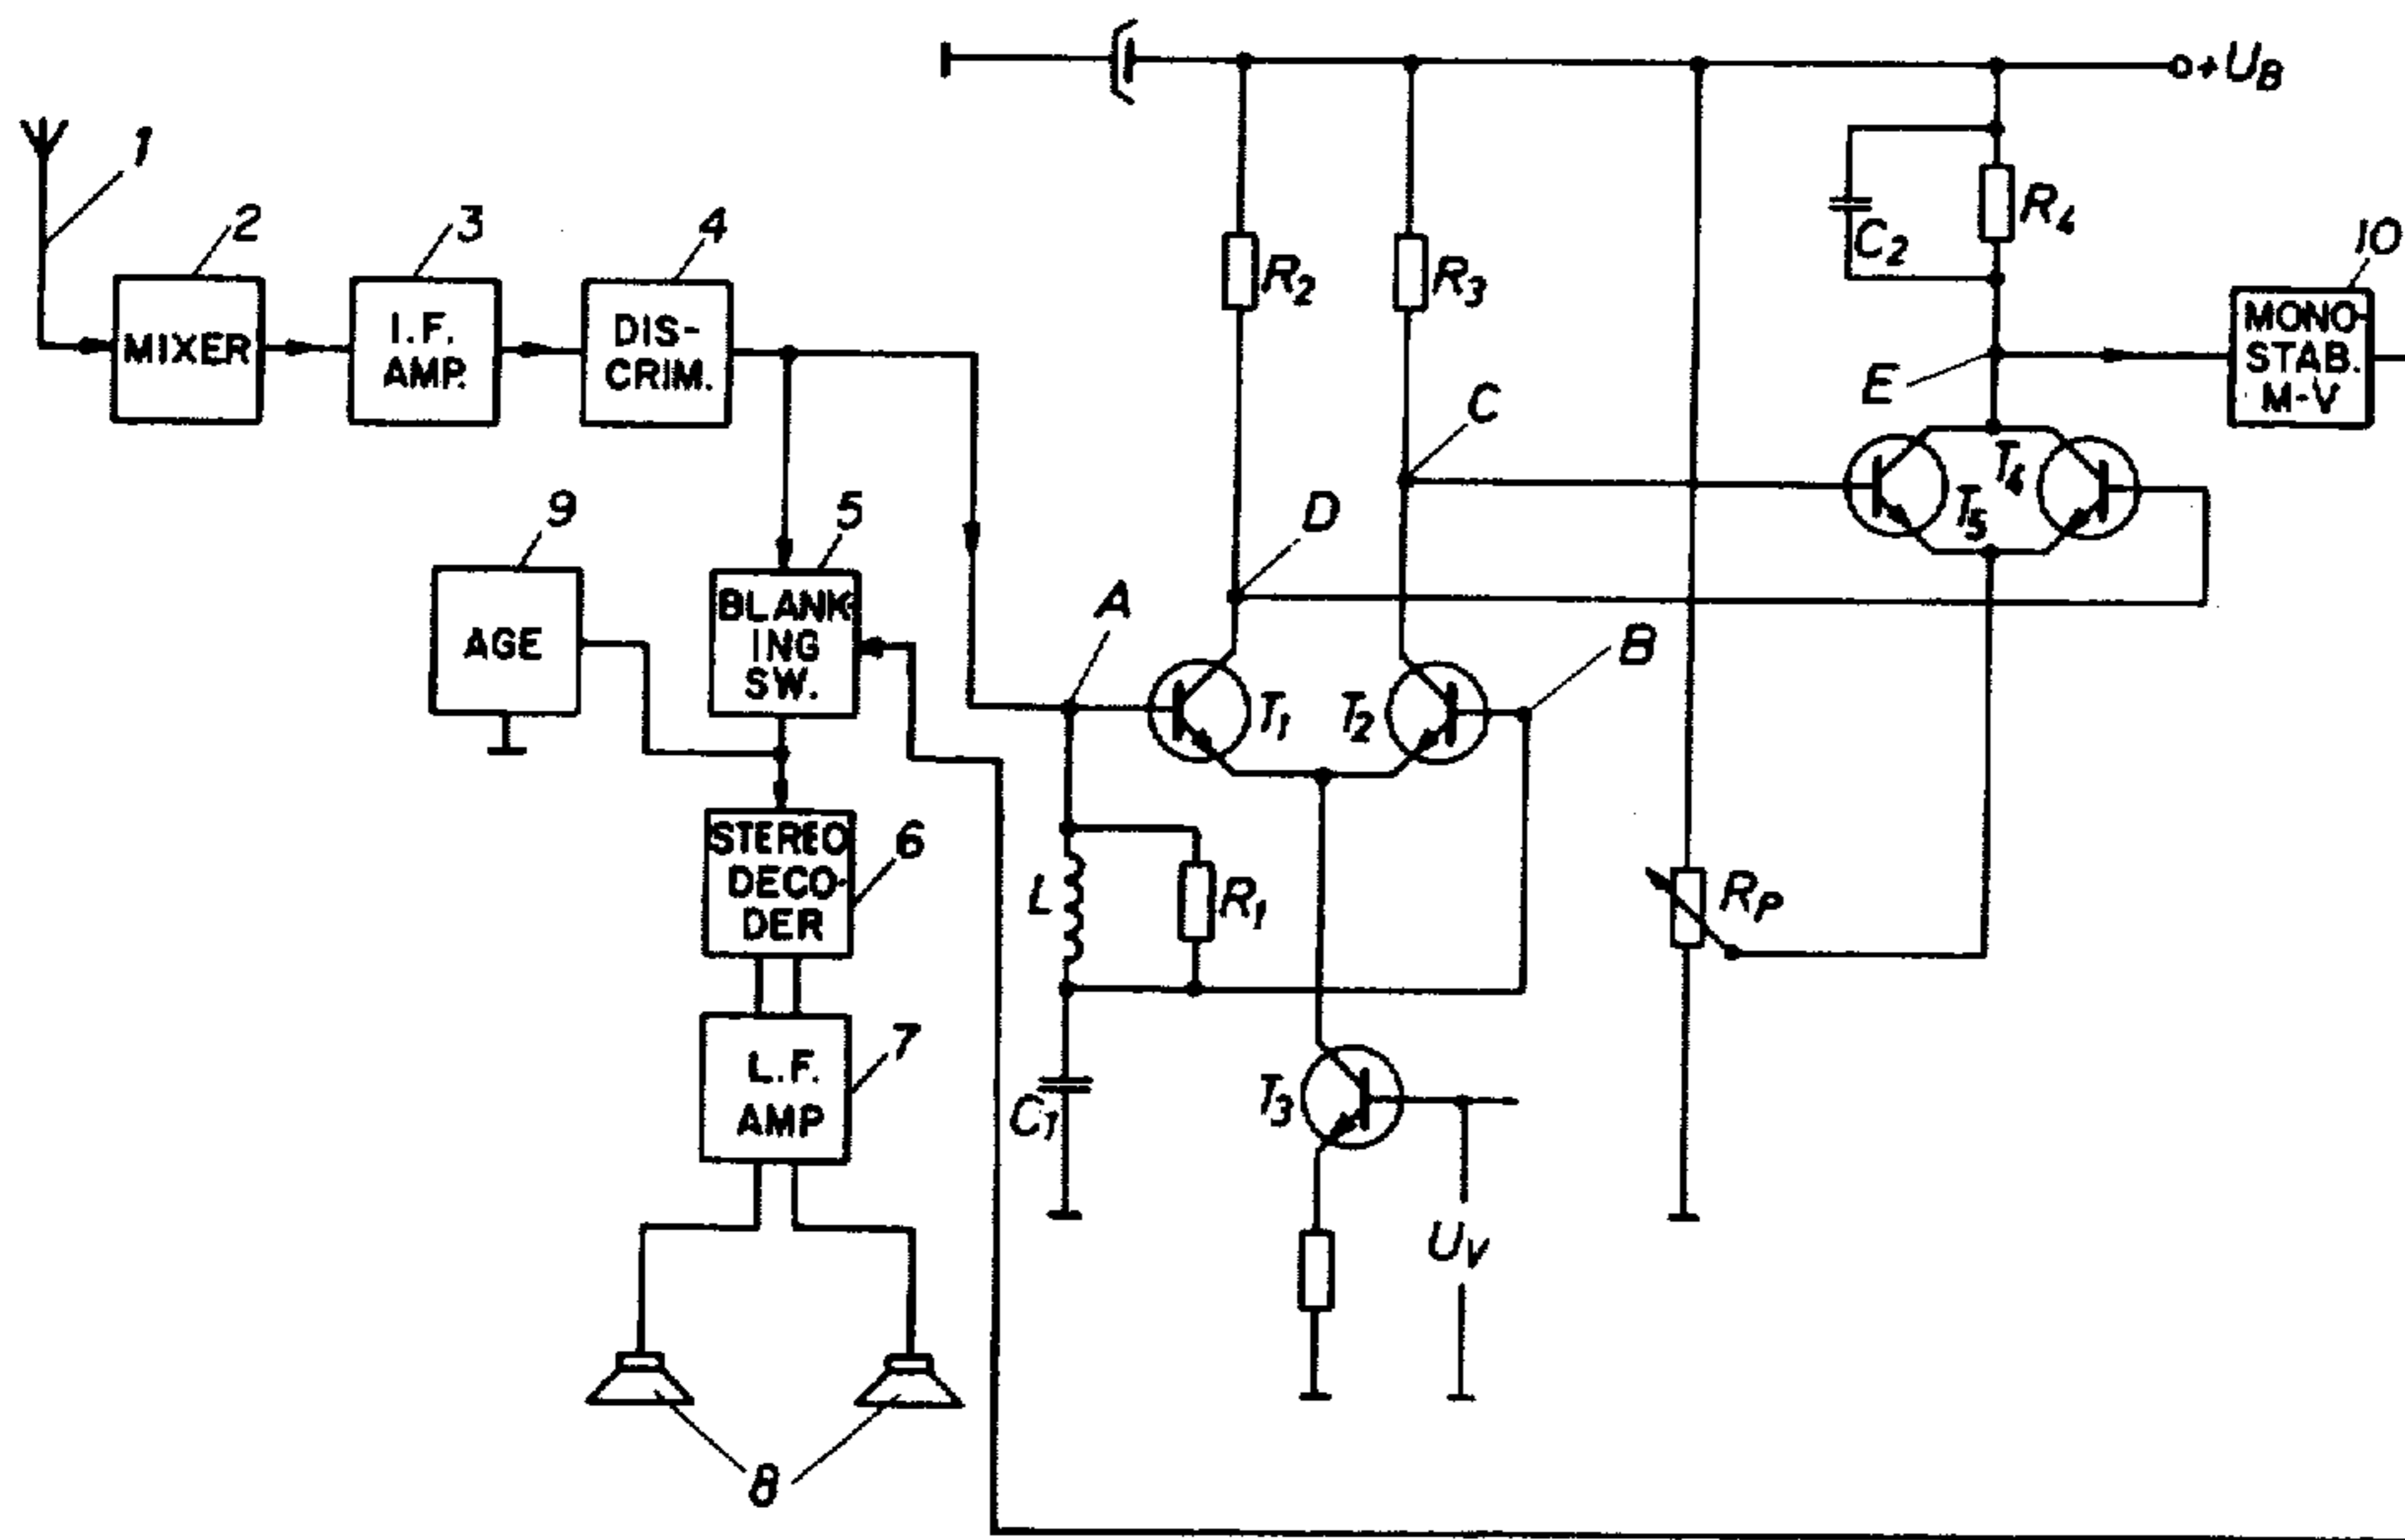 +UB
1
2
3
4
10
MIXER
I.F.
AMP.
DIS-
CRIM.
R2
R3
C2
R4
MONO-
STAB.
M-V
E
C
D
T4
T5
9
5
AGE
BLANK-
ING
SW.
A
B
T1
T2
STEREO
DECO-
DER
6
L
R1
RP
L.F.
AMP
7
C1
T3
UV
8